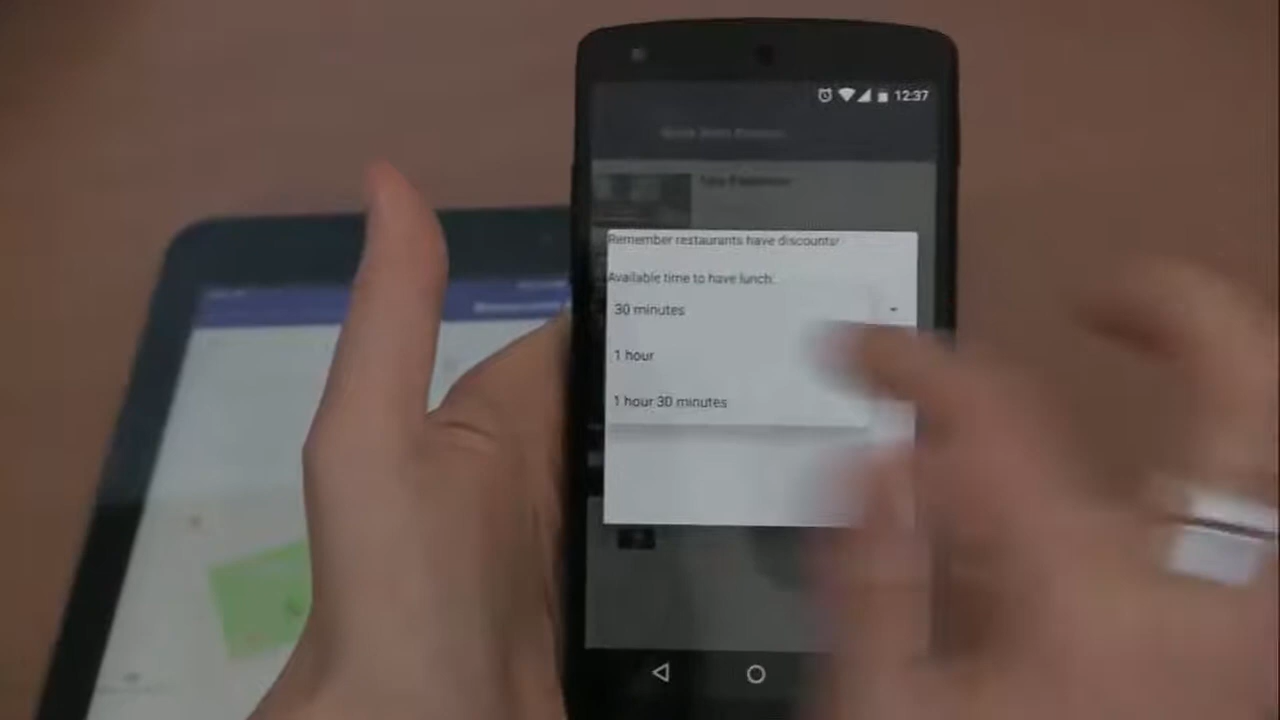 12:37
Remember restaurants have discounts!
Available time to have lunch:
30 minutes
1 hour
1 hour 30 minutes